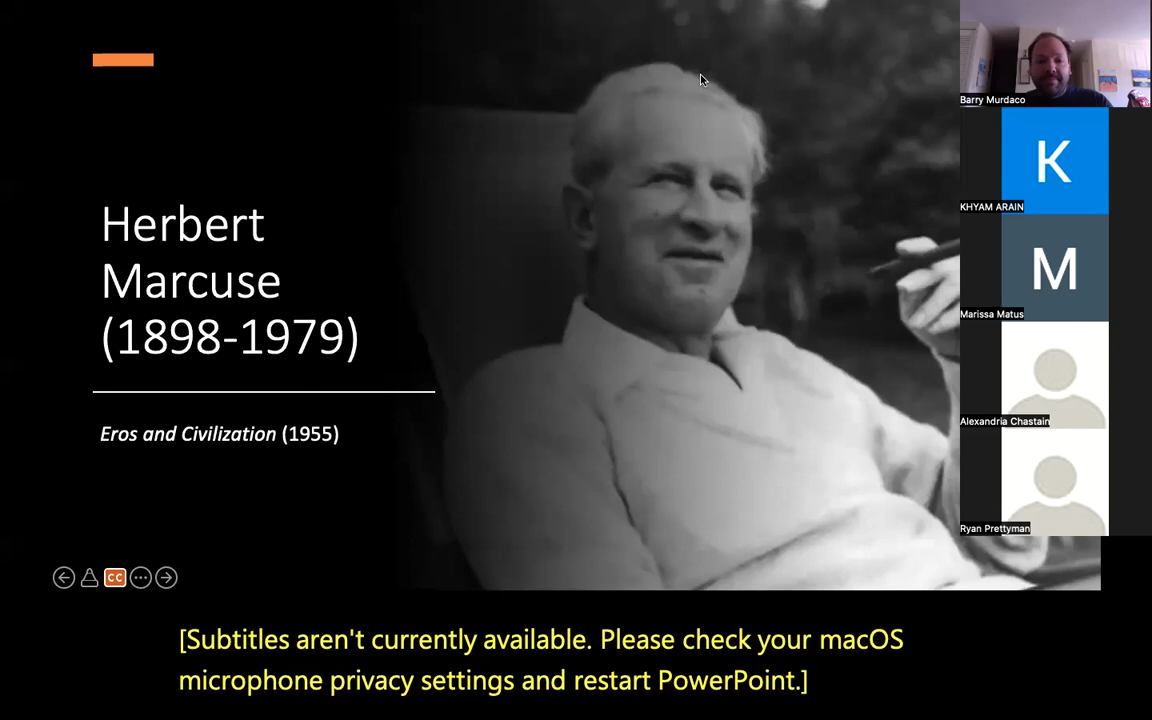 Herbert
Marcuse
(1898-1979)
Eros and Civilization (1955)
CC
[Subtitles aren't currently available. Please check your macOS
microphone privacy settings and restart PowerPoint.]
Barry Murdaco
K
KHYAM ARAIN
M
Marissa Matus
Alexandria Chastain
Ryan Prettyman